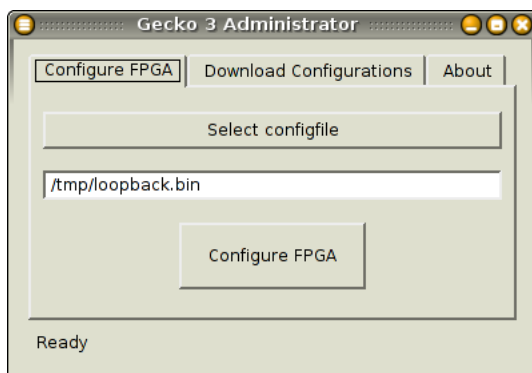 Gecko 3 Administrator
Configure FPGA Download Configurations About
Select configfile
/tmp/loopback.bin
Configure FPGA
Ready